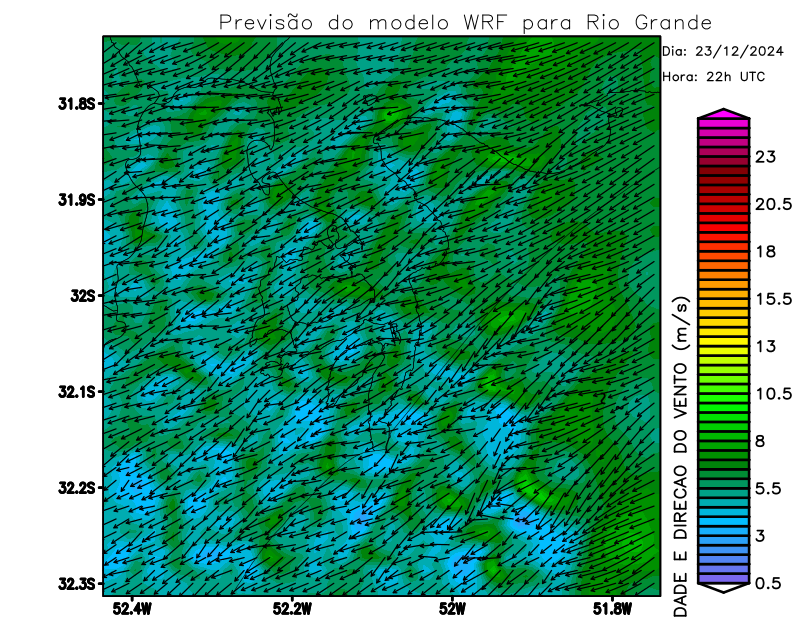 Previsão do modelo WRF para Rio Grande
Dia: 23/12/2024
Hora: 22h UTC
31.8S
31.9S
32S
32.1S
32.2S
32.3S
52.4W
52.2W
52W
51.8W
23
20.5
18
15.5
13
10.5
8
5.5
3
0.5
DADE E DIRECAO DO VENTO (m/s)